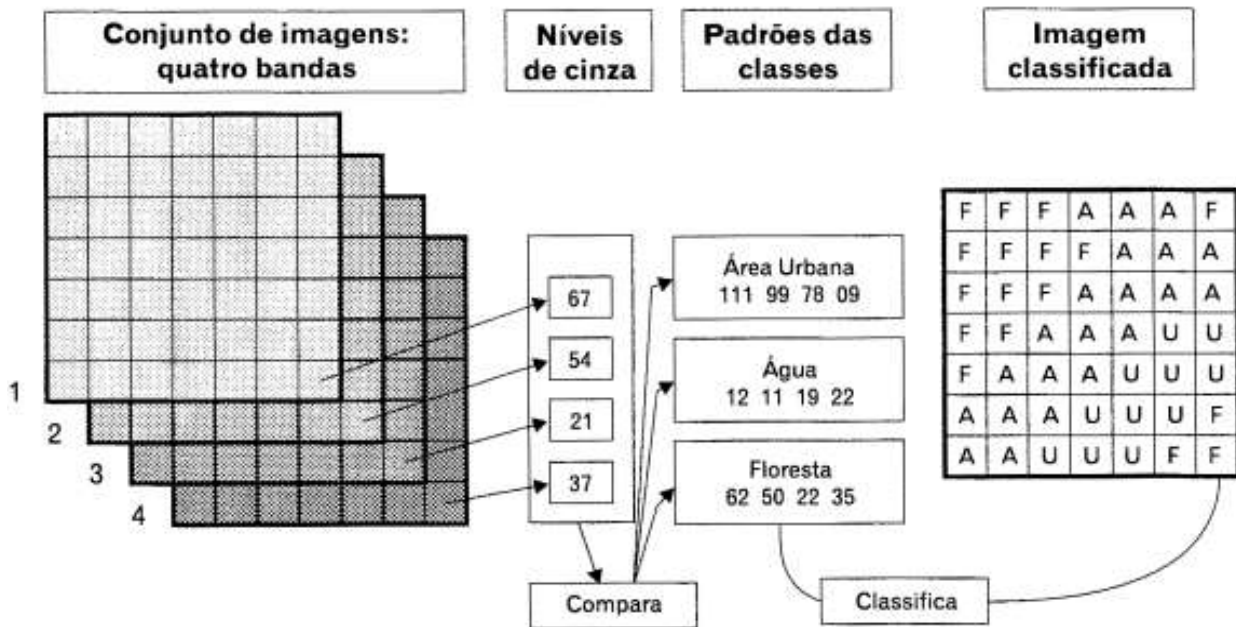 Conjunto de imagens:
quatro bandas
Níveis
de cinza
Padrões das
classes
Imagem
classificada
1
2
3
4
67
54
21
37
Compara
Área Urbana
111 99 78 09
Água
12 11 19 22
Floresta
62 50 22 35
Classifica
F F F A A A F
F F F F A A A
F F F A A A A
F F A A A U U
F A A A U U U
A A A U U U F
A A U U U F F